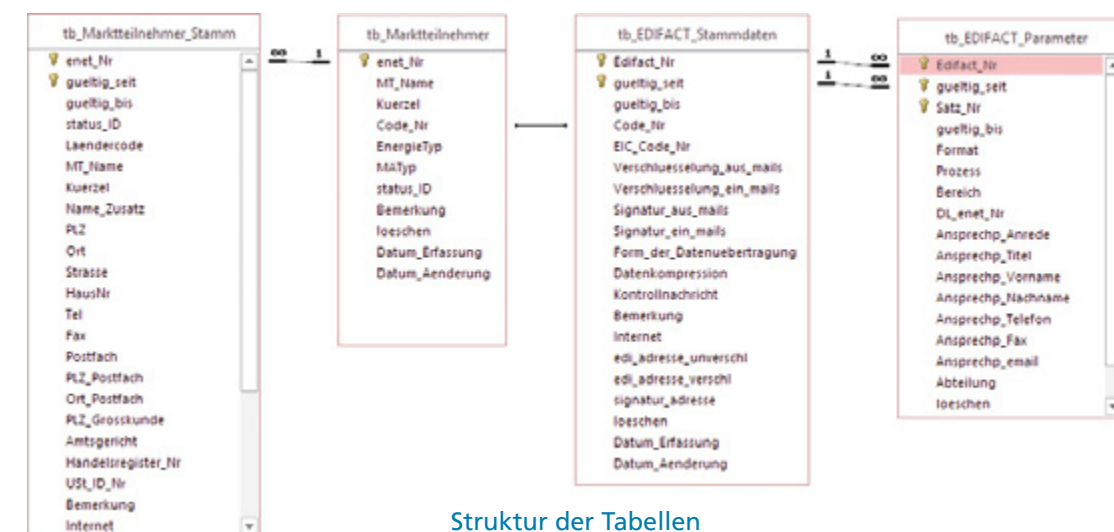 tb_Marktteilnehmer_Stamm
enet_Nr
gueltig_seit
gueltig_bis
status_ID
Laendercode
MT_Name
Kuerzel
Name_Zusatz
PLZ
Ort
Strasse
HausNr
Tel
Fax
Postfach
PLZ_Postfach
Ort_Postfach
PLZ_Grosskunde
Amtsgericht
Handelsregister_Nr
USt_ID_Nr
Bemerkung
Internet
∞ 1
tb_Marktteilnehmer
enet_Nr
MT_Name
Kuerzel
Code_Nr
EnergieTyp
MATyp
status_ID
Bemerkung
loeschen
Datum_Erfassung
Datum_Aenderung
tb_EDIFACT_Stammdaten
Edifact_Nr
gueltig_seit
gueltig_bis
Code_Nr
EIC_Code_Nr
Verschluesselung_aus_mails
Verschluesselung_ein_mails
Signatur_aus_mails
Signatur_ein_mails
Form_der_Datenuebertragung
Datenkompression
Kontrollnachricht
Bemerkung
Internet
edi_adresse_unverschl
edi_adresse_verschl
signatur_adresse
loeschen
Datum_Erfassung
Datum_Aenderung
1 ∞
1 ∞
tb_EDIFACT_Parameter
Edifact_Nr
gueltig_seit
Satz_Nr
gueltig_bis
Format
Prozess
Bereich
DL_enet_Nr
Ansprechp_Anrede
Ansprechp_Titel
Ansprechp_Vorname
Ansprechp_Nachname
Ansprechp_Telefon
Ansprechp_Fax
Ansprechp_email
Abteilung
loeschen
Struktur der Tabellen